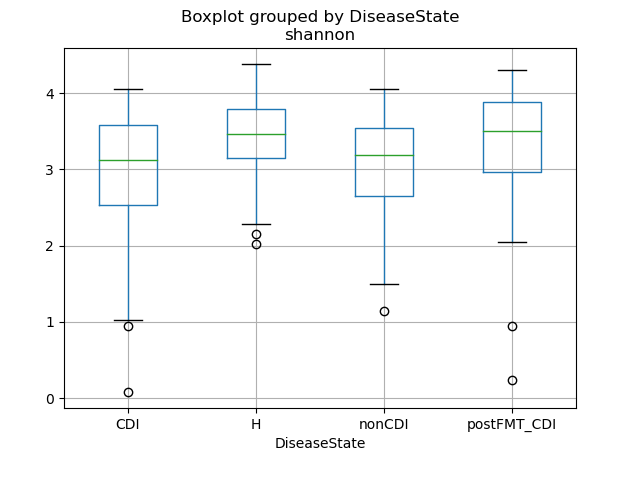 Boxplot grouped by DiseaseState
shannon
4
3
2
1
0
CDI
H
nonCDI
postFMT_CDI
DiseaseState